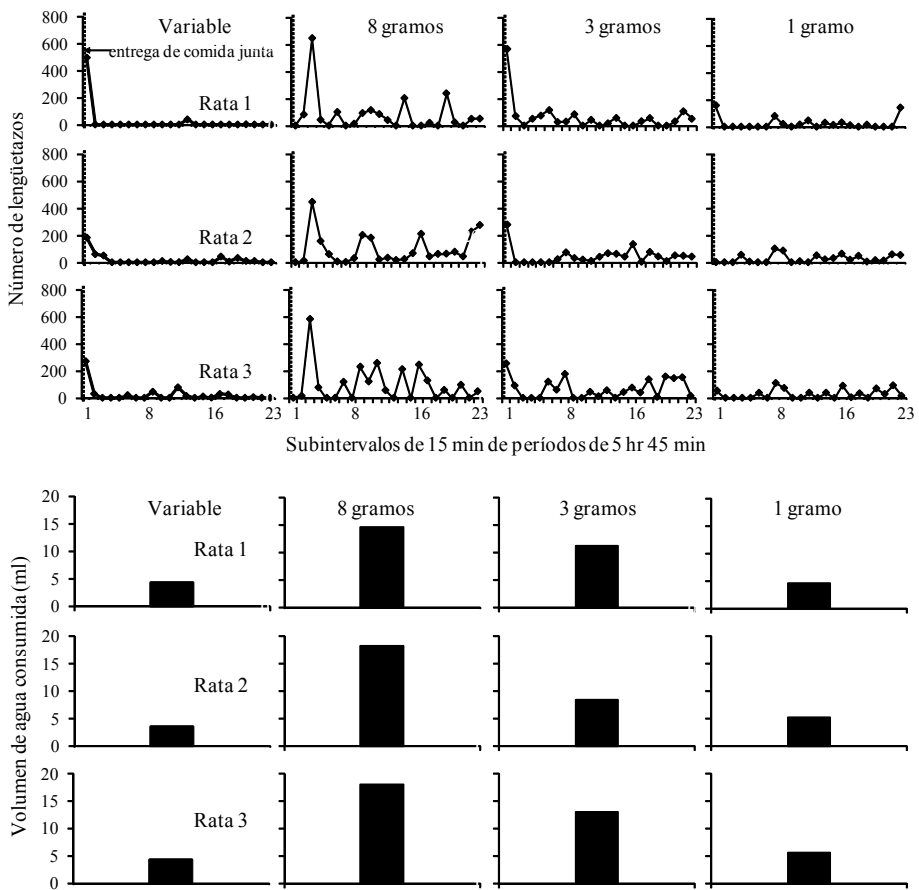 Variable 8 gramos 3 gramos 1 gramo
entrega de comida junta
800
600
400
200
0
Rata 1
800
600
400
200
0
Rata 2
800
600
400
200
0
Rata 3
Número de lengüetazos
1 8 16 23 1 8 16 23 1 8 16 23 1 8 16 23
Subintervalos de 15 min de períodos de 5 hr 45 min
Variable 8 gramos 3 gramos 1 gramo
20
15
10
5
0
Rata 1
20
15
10
5
0
Rata 2
20
15
10
5
0
Rata 3
Volumen de agua consumida (ml)